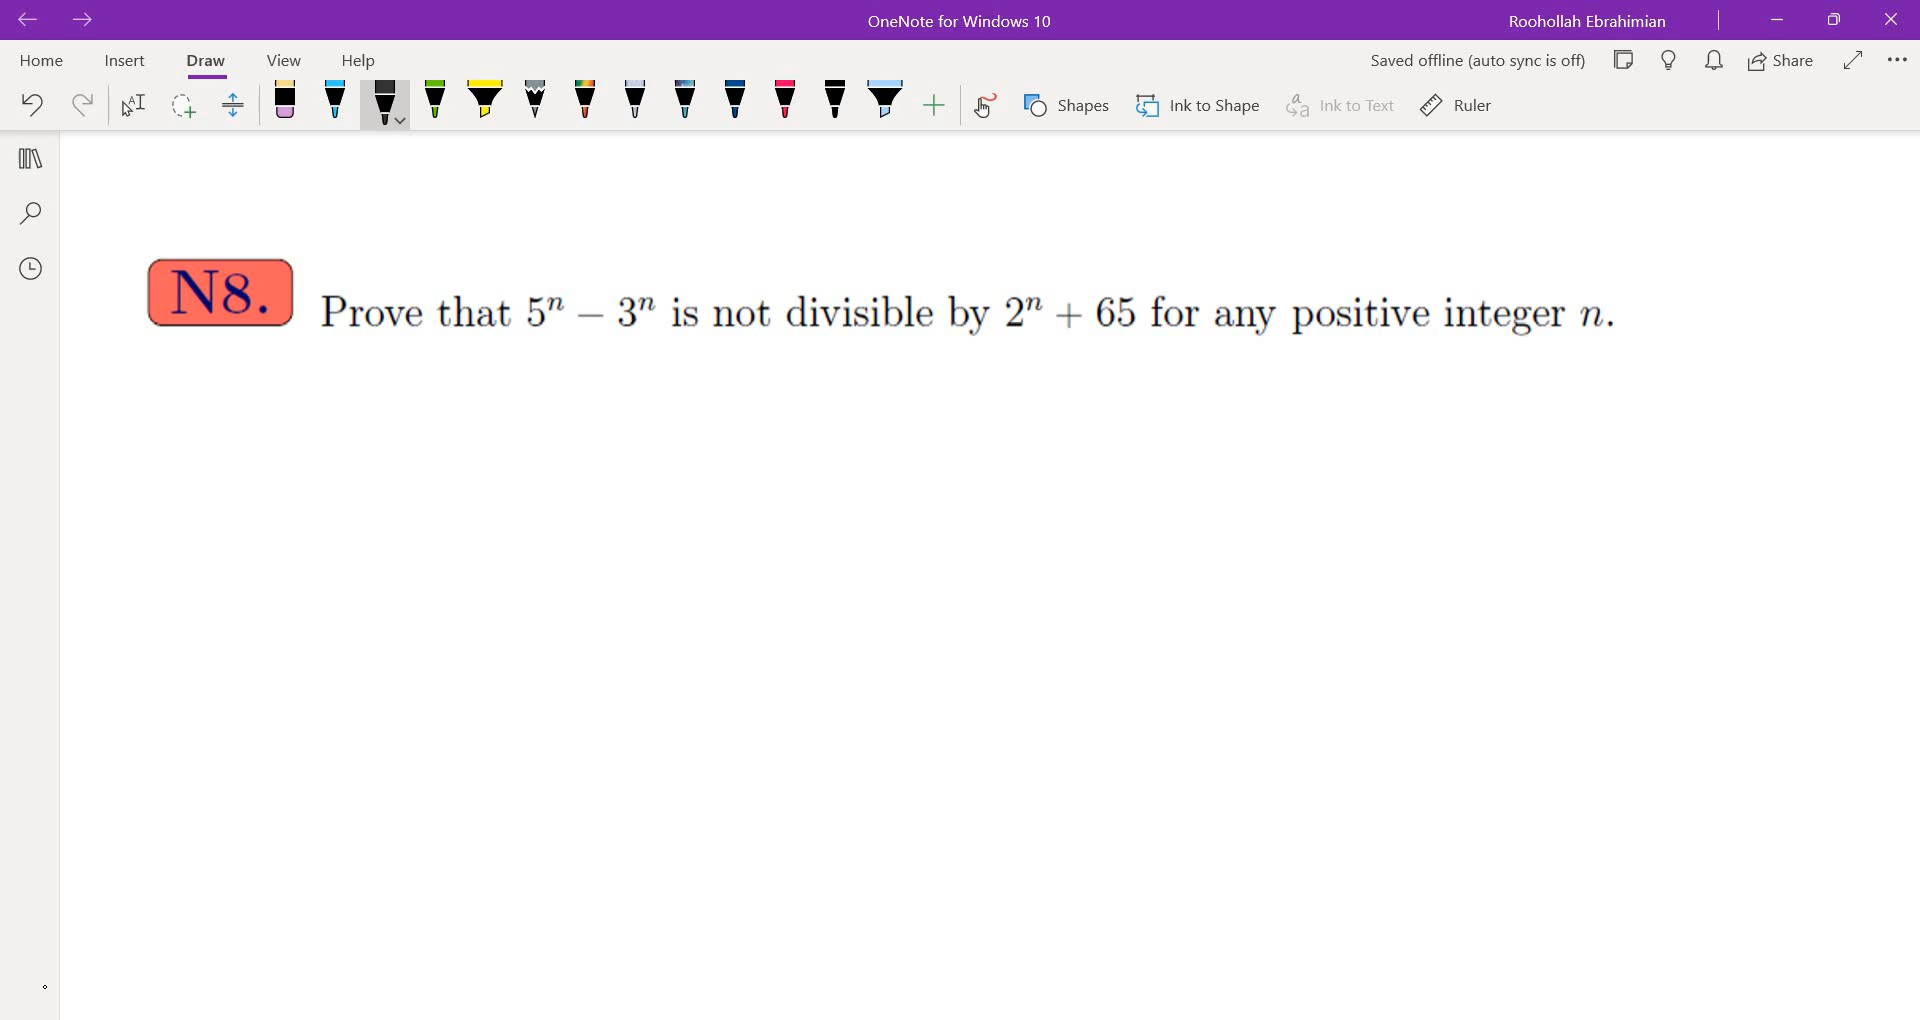 OneNote for Windows 10
Roohollah Ebrahimian
Home Insert Draw View Help
Saved offline (auto sync is off)
Share
Shapes
Ink to Shape
Ink to Text
Ruler
N8. Prove that 5ⁿ − 3ⁿ is not divisible by 2ⁿ + 65 for any positive integer n.